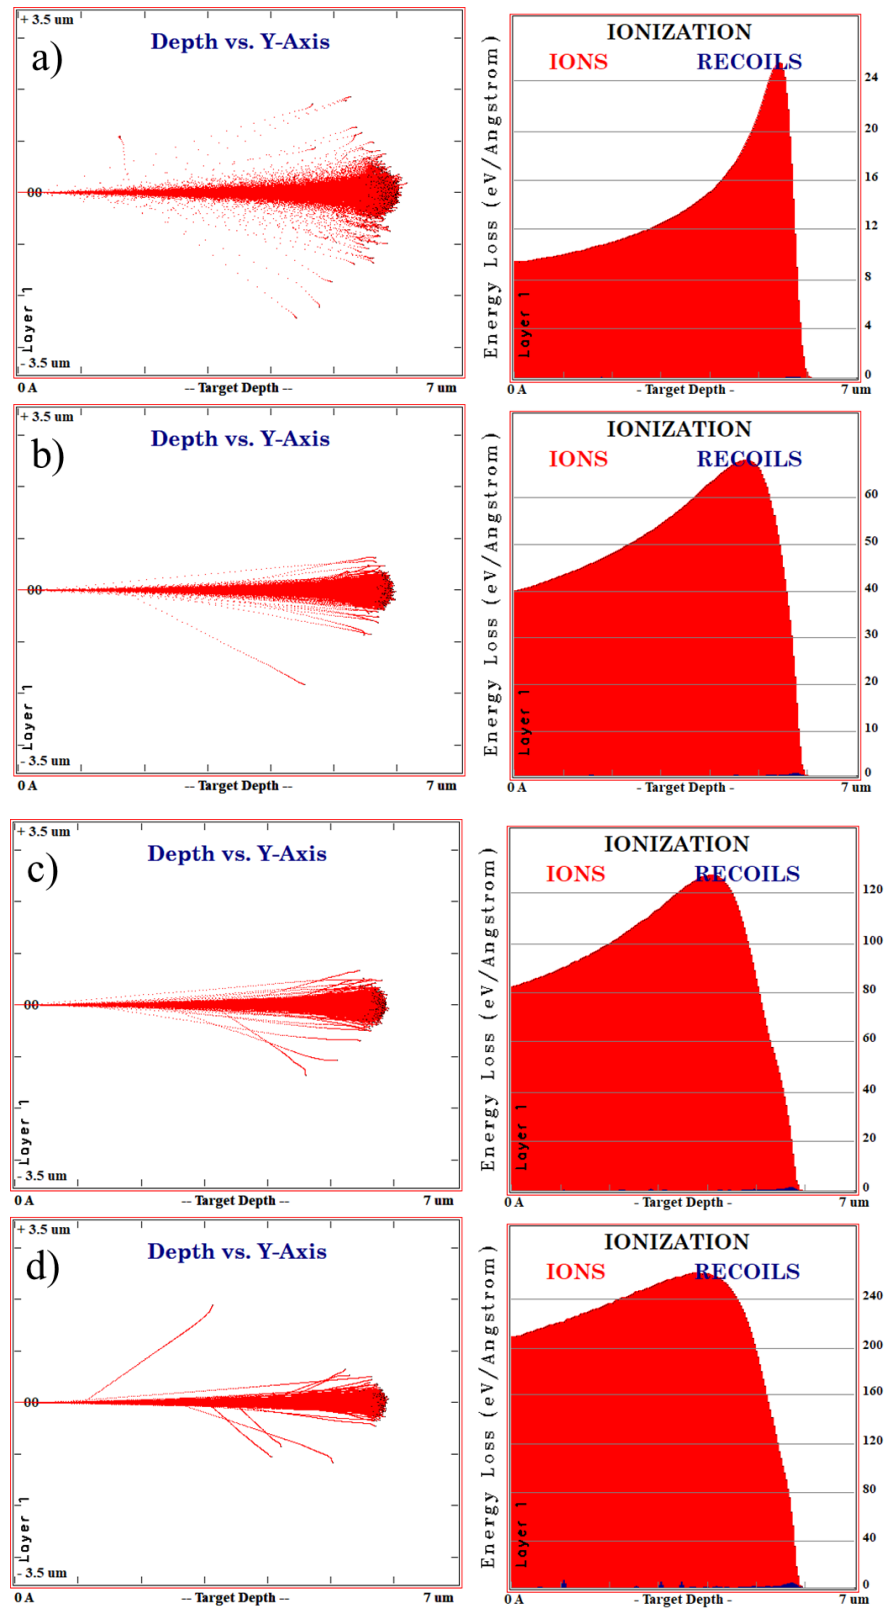 a)
+ 3.5 um
Depth vs. Y-Axis
00
Layer 1
- 3.5 um
0 A
-- Target Depth --
7 um
IONIZATION
IONS
RECOILS
Energy Loss (eV/Angstrom)
24
20
16
12
8
4
0
Layer 1
0 A
- Target Depth -
7 um
b)
+ 3.5 um
Depth vs. Y-Axis
00
Layer 1
- 3.5 um
0 A
-- Target Depth --
7 um
IONIZATION
IONS
RECOILS
Energy Loss (eV/Angstrom)
60
50
40
30
20
10
0
Layer 1
0 A
- Target Depth -
7 um
c)
+ 3.5 um
Depth vs. Y-Axis
00
Layer 1
- 3.5 um
0 A
-- Target Depth --
7 um
IONIZATION
IONS
RECOILS
Energy Loss (eV/Angstrom)
120
100
80
60
40
20
0
Layer 1
0 A
- Target Depth -
7 um
d)
+ 3.5 um
Depth vs. Y-Axis
00
Layer 1
- 3.5 um
0 A
-- Target Depth --
7 um
IONIZATION
IONS
RECOILS
Energy Loss (eV/Angstrom)
240
200
160
120
80
40
0
Layer 1
0 A
- Target Depth -
7 um